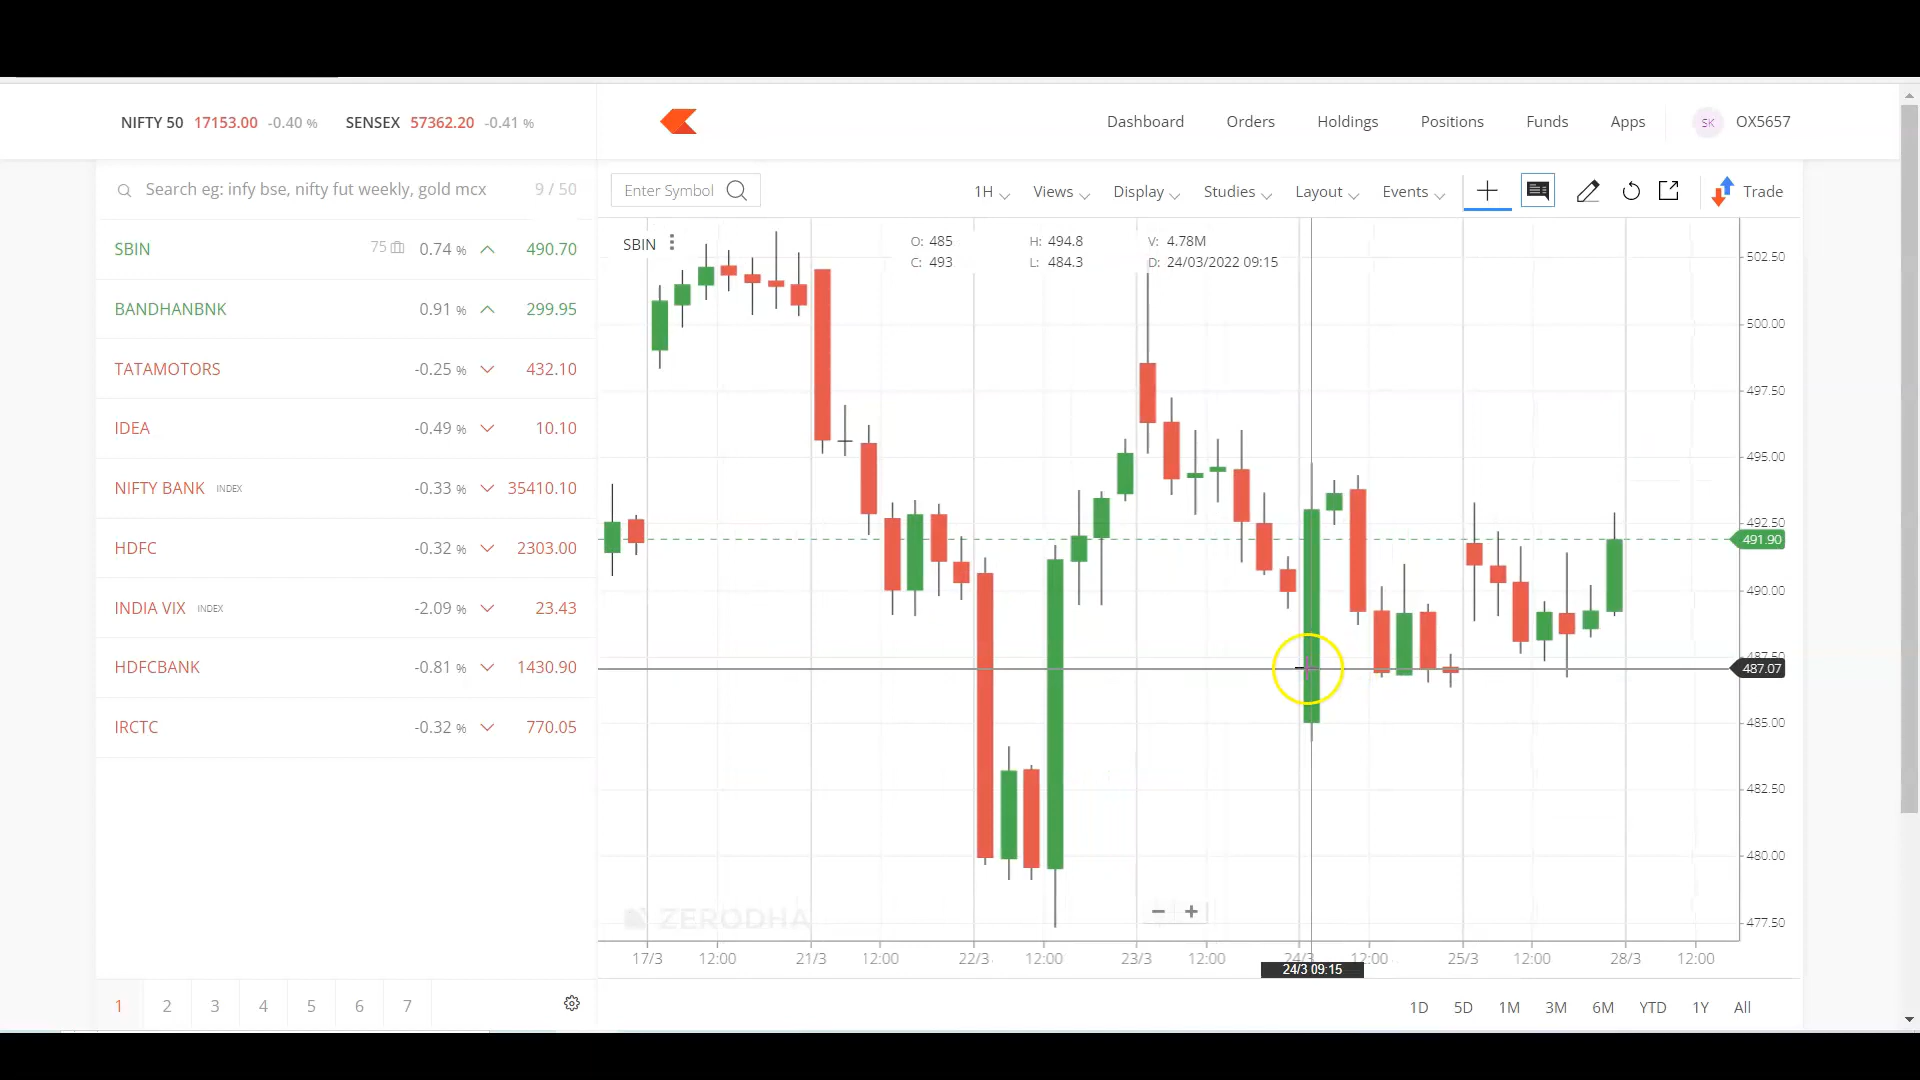 NIFTY 50 17153.00 -0.40 % SENSEX 57362.20 -0.41 %
Dashboard Orders Holdings Positions Funds Apps SK OX5657
Search eg: infy bse, nifty fut weekly, gold mcx 9 / 50
Enter Symbol 1H Views Display Studies Layout Events Trade
SBIN 75 0.74 % 490.70
BANDHANBNK 0.91 % 299.95
TATAMOTORS -0.25 % 432.10
IDEA -0.49 % 10.10
NIFTY BANK INDEX -0.33 % 35410.10
HDFC -0.32 % 2303.00
INDIA VIX INDEX -2.09 % 23.43
HDFCBANK -0.81 % 1430.90
IRCTC -0.32 % 770.05
1 2 3 4 5 6 7
SBIN
O: 485 H: 494.8 V: 4.78M
C: 493 L: 484.3 D: 24/03/2022 09:15
502.50
500.00
497.50
495.00
492.50
491.90
490.00
487.50
487.07
485.00
482.50
480.00
477.50
ZERODHA
17/3 12:00 21/3 12:00 22/3 12:00 23/3 12:00 24/3 12:00 25/3 12:00 28/3 12:00
24/3 09:15
1D 5D 1M 3M 6M YTD 1Y All